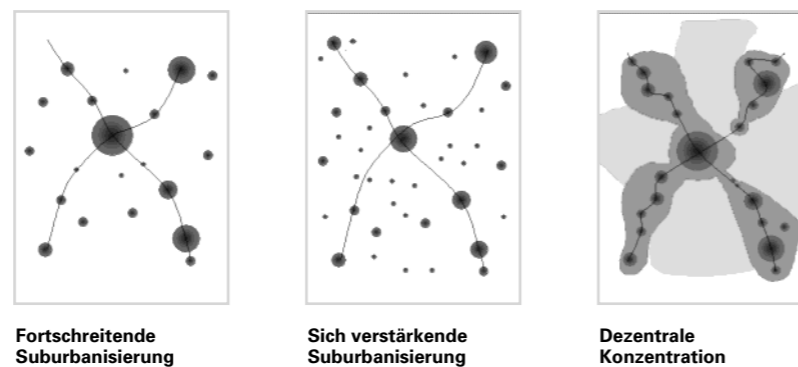 Fortschreitende
Suburbanisierung
Sich verstärkende
Suburbanisierung
Dezentrale
Konzentration